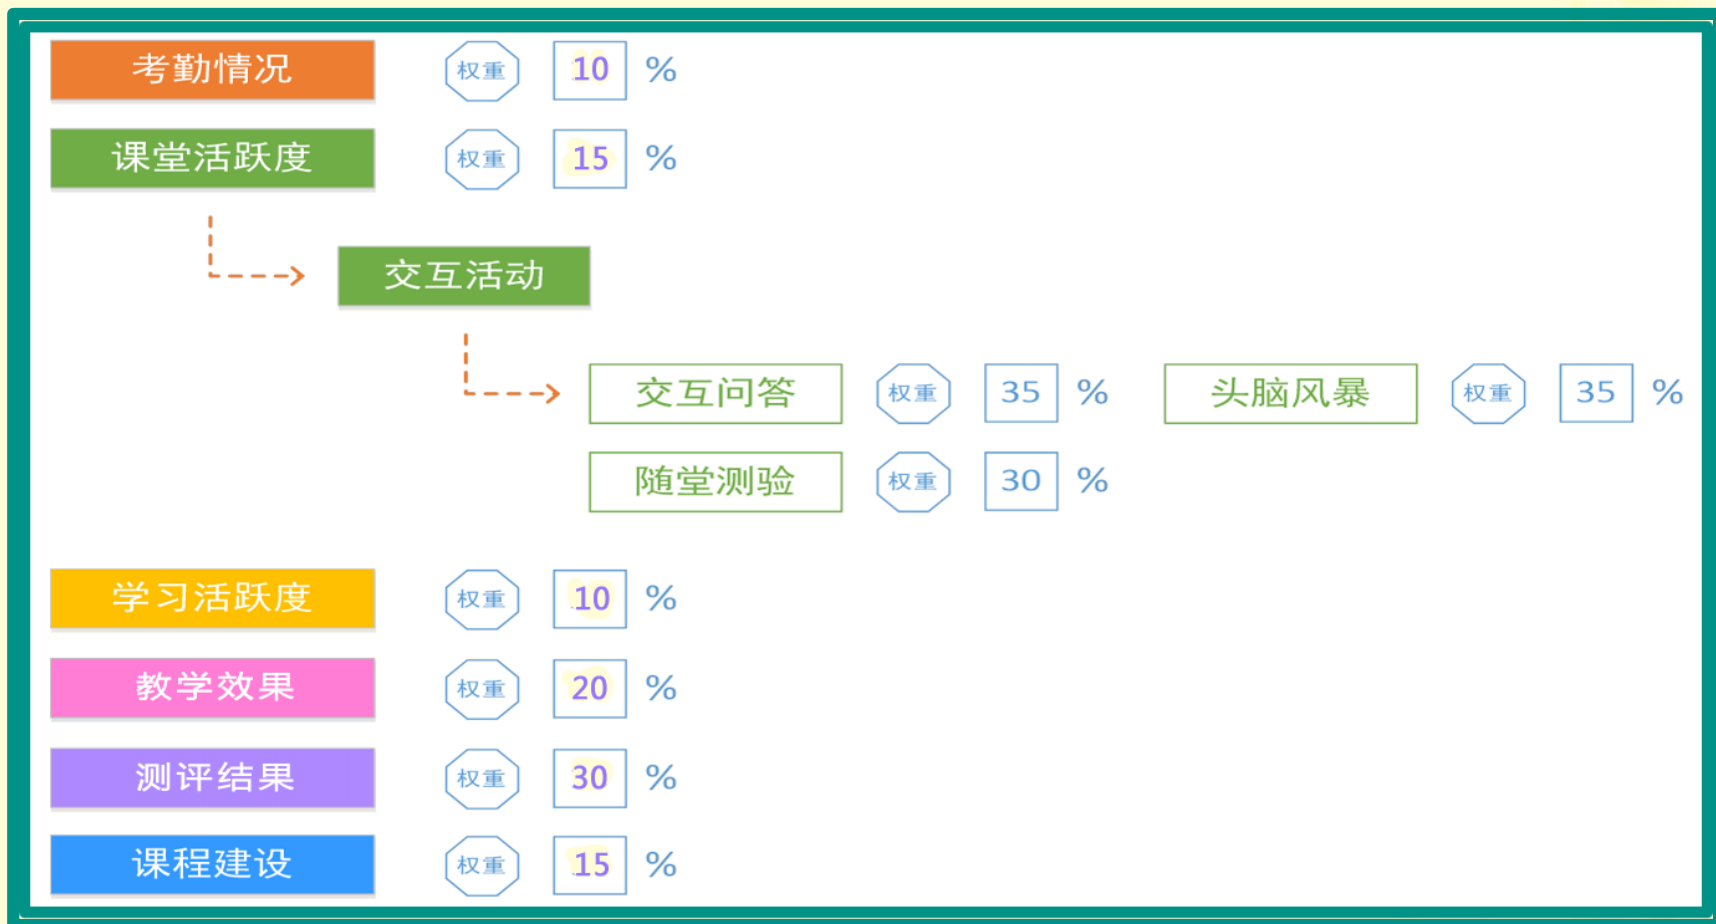 考勤情况 权重 10 %
课堂活跃度 权重 15 %
交互活动
交互问答 权重 35 % 头脑风暴 权重 35 %
随堂测验 权重 30 %
学习活跃度 权重 10 %
教学效果 权重 20 %
测评结果 权重 30 %
课程建设 权重 15 %